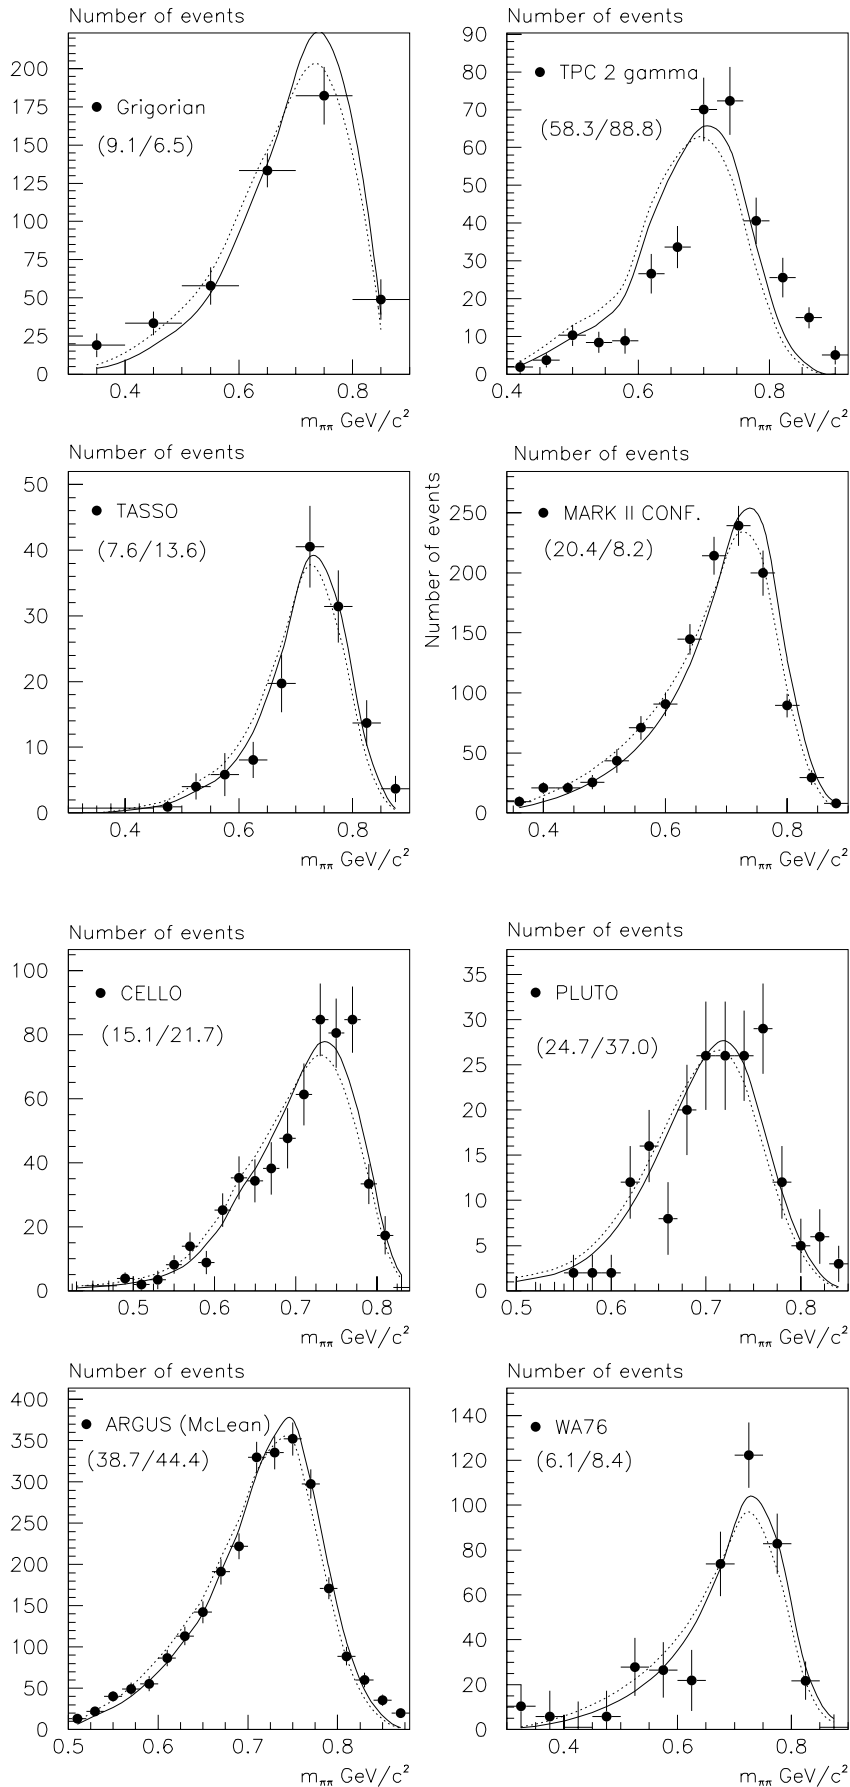 Number of events
200
175
150
125
100
75
50
25
0
Grigorian
(9.1/6.5)
0.4 0.6 0.8
m_ππ GeV/c²
Number of events
90
80
70
60
50
40
30
20
10
0
TPC 2 gamma
(58.3/88.8)
0.4 0.6 0.8
m_ππ GeV/c²
Number of events
50
40
30
20
10
0
TASSO
(7.6/13.6)
0.4 0.6 0.8
m_ππ GeV/c²
Number of events
Number of events
250
200
150
100
50
0
MARK II CONF.
(20.4/8.2)
0.4 0.6 0.8
m_ππ GeV/c²
Number of events
100
80
60
40
20
0
CELLO
(15.1/21.7)
0.5 0.6 0.7 0.8
m_ππ GeV/c²
Number of events
35
30
25
20
15
10
5
0
PLUTO
(24.7/37.0)
0.5 0.6 0.7 0.8
m_ππ GeV/c²
Number of events
400
350
300
250
200
150
100
50
0
ARGUS (McLean)
(38.7/44.4)
0.5 0.6 0.7 0.8
m_ππ GeV/c²
Number of events
140
120
100
80
60
40
20
0
WA76
(6.1/8.4)
0.4 0.6 0.8
m_ππ GeV/c²